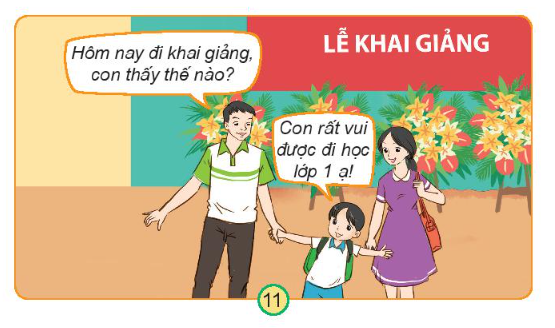 LỄ KHAI GIẢNG
Hôm nay đi khai giảng,
con thấy thế nào?
Con rất vui
được đi học
lớp 1 ạ!
11